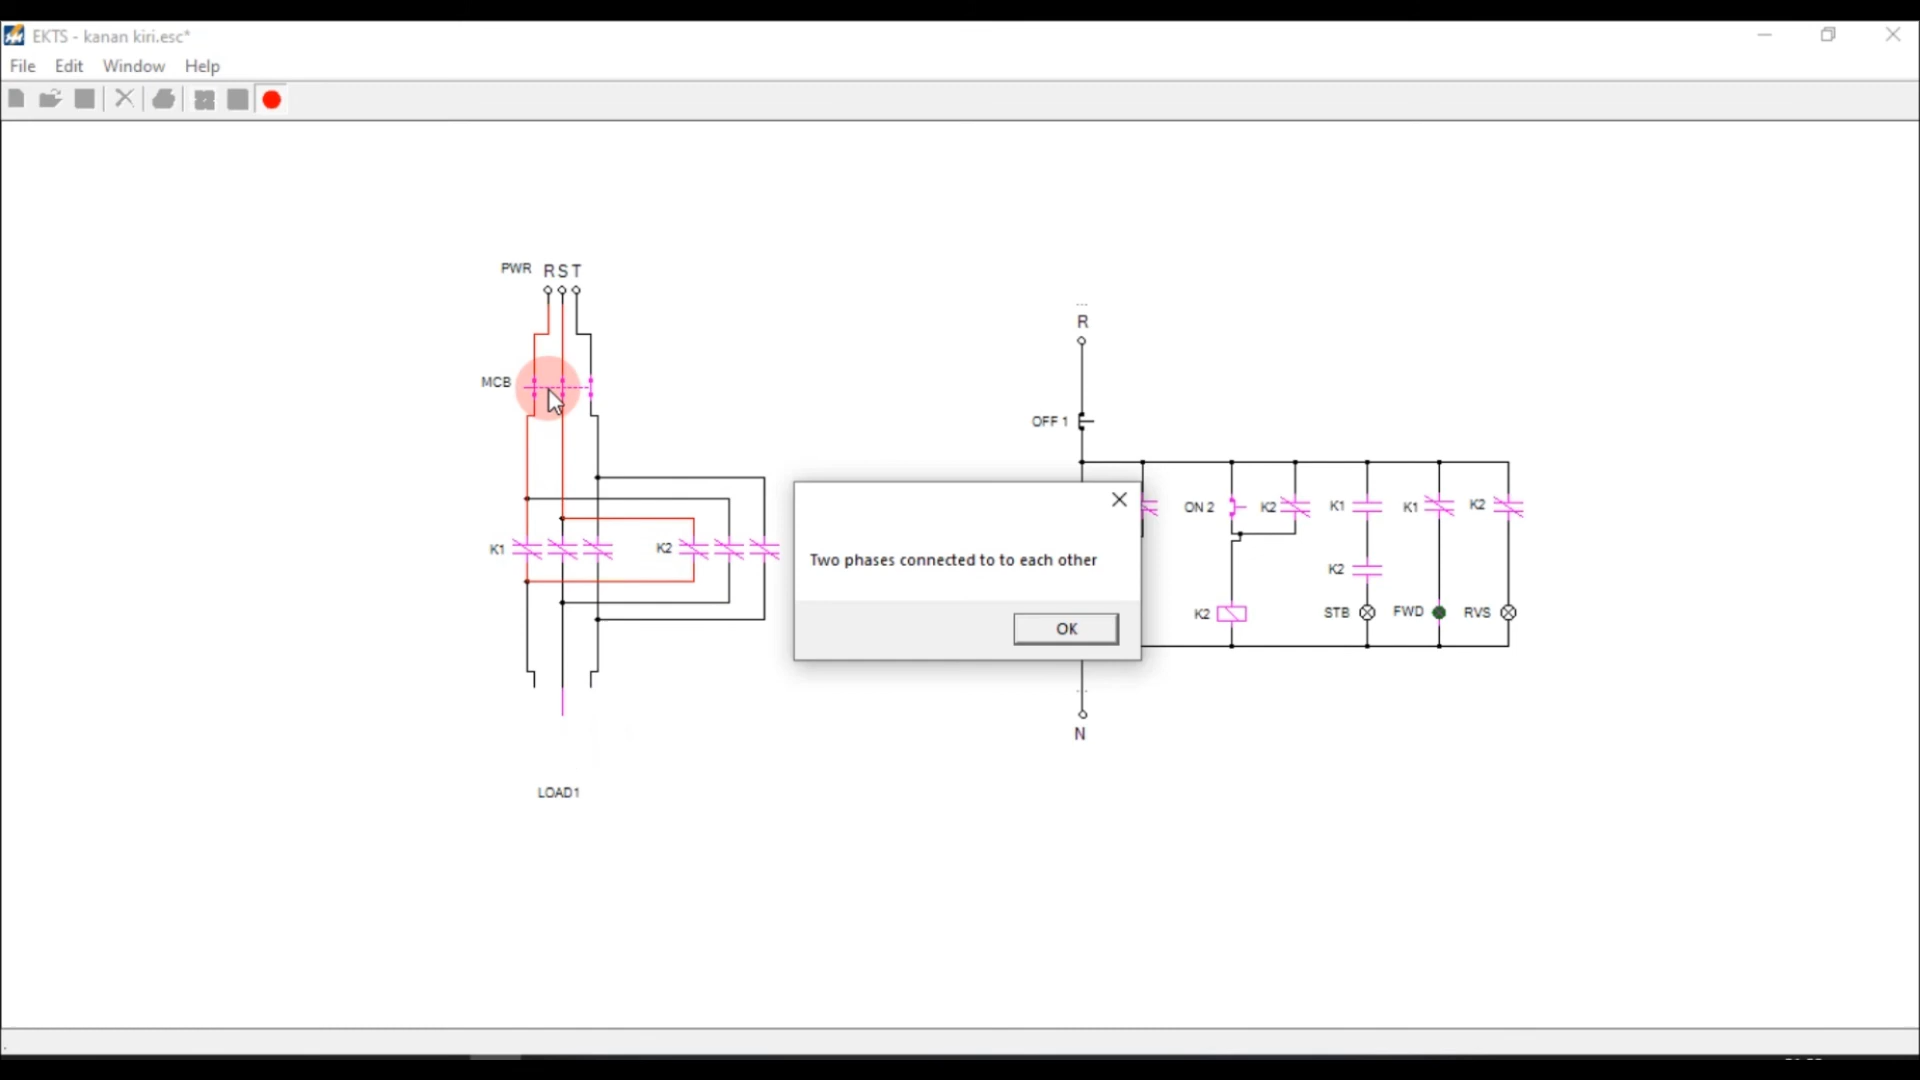 EKTS - kanan kiri.esc*
File Edit Window Help
PWR R S T
R
MCB
OFF 1
ON 2 K2 K1 K1 K2
K1 K2
Two phases connected to to each other
K2
K2 STB FWD RVS
OK
N
LOAD1